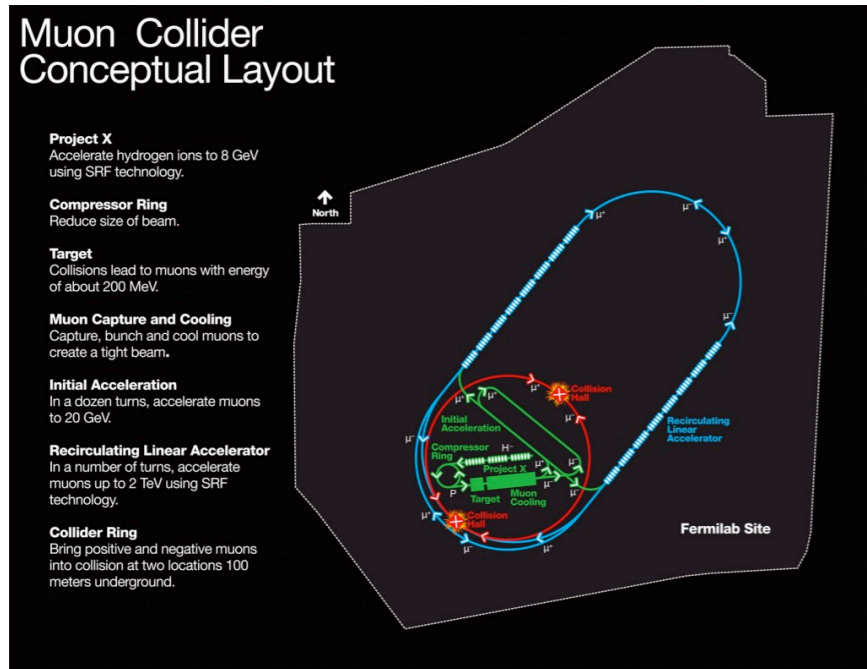 Muon Collider
Conceptual Layout
Project X
Accelerate hydrogen ions to 8 GeV
using SRF technology.
Compressor Ring
Reduce size of beam.
Target
Collisions lead to muons with energy
of about 200 MeV.
Muon Capture and Cooling
Capture, bunch and cool muons to
create a tight beam.
Initial Acceleration
In a dozen turns, accelerate muons
to 20 GeV.
Recirculating Linear Accelerator
In a number of turns, accelerate
muons up to 2 TeV using SRF
technology.
Collider Ring
Bring positive and negative muons
into collision at two locations 100
meters underground.
North
μ⁺
μ⁻
μ⁺
μ⁻
μ⁺
Collision
Hall
μ⁺
μ⁺
μ⁻
Initial
Acceleration
Recirculating
Linear
Accelerator
μ⁻
H⁻
Compressor
Ring
Project X
μ⁺
μ⁻
μ⁻
P
Target
Muon
Cooling
μ⁻
μ⁺
μ⁺
Collision
Hall
μ⁻
μ⁺
Fermilab Site